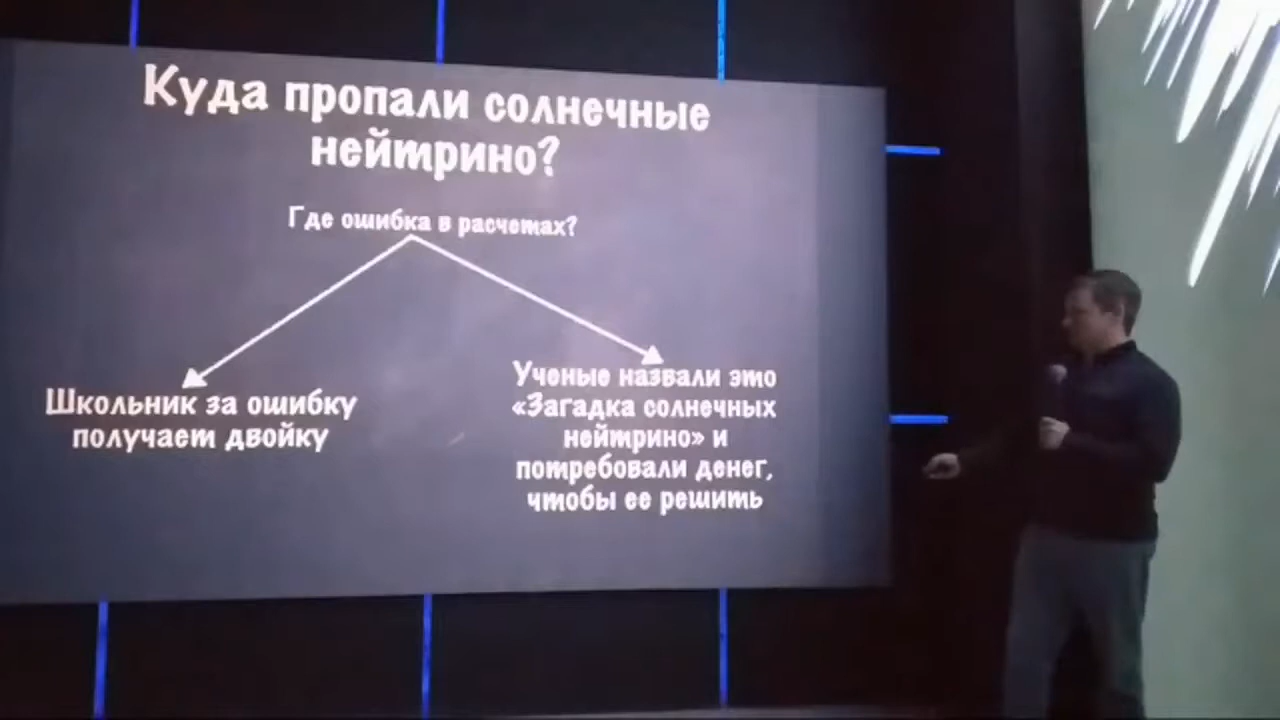 Куда пропали солнечные
нейтрино?
Где ошибка в расчетах?
Школьник за ошибку
получает двойку
Ученые назвали это
«Загадка солнечных
нейтрино» и
потребовали денег,
чтобы ее решить